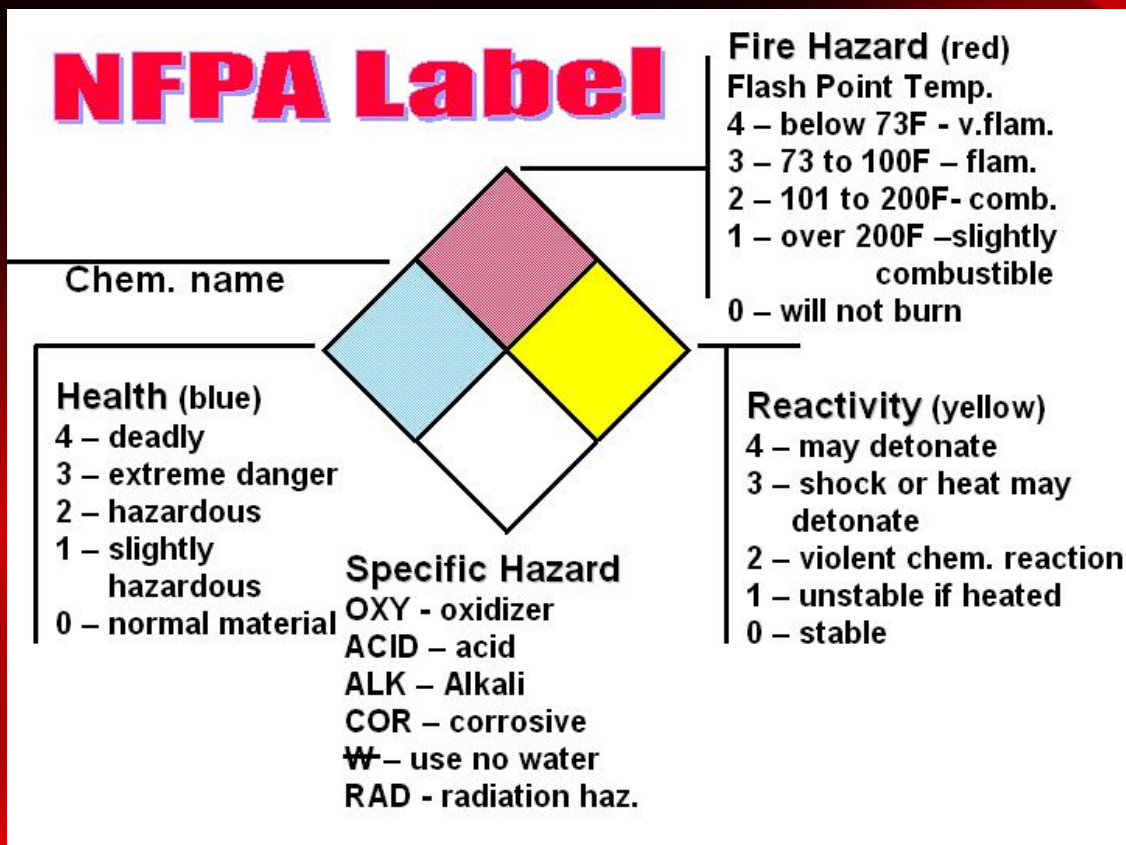 NFPA Label
Fire Hazard (red)
Flash Point Temp.
4 – below 73F - v.flam.
3 – 73 to 100F – flam.
2 – 101 to 200F- comb.
1 – over 200F –slightly
combustible
0 – will not burn
Chem. name
Health (blue)
4 – deadly
3 – extreme danger
2 – hazardous
1 – slightly
hazardous
0 – normal material
Reactivity (yellow)
4 – may detonate
3 – shock or heat may
detonate
2 – violent chem. reaction
1 – unstable if heated
0 – stable
Specific Hazard
OXY - oxidizer
ACID – acid
ALK – Alkali
COR – corrosive
W – use no water
RAD - radiation haz.